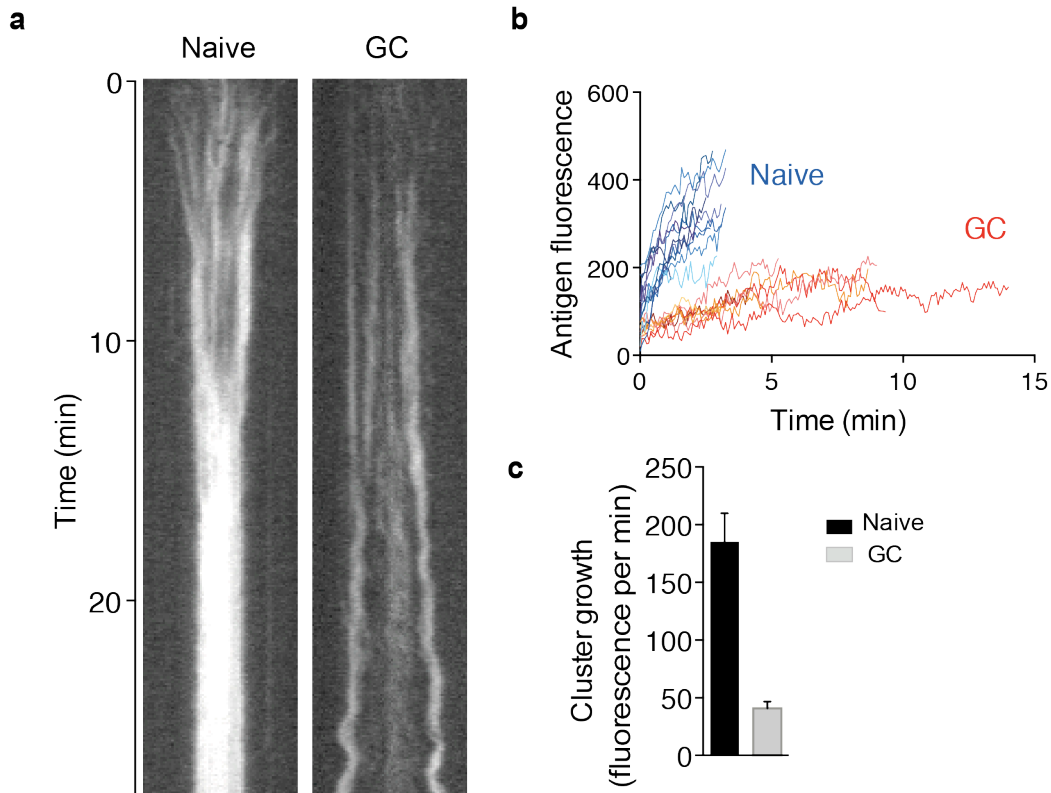 a
Naive
GC
0
10
20
Time (min)
b
600
400
200
0
Antigen fluorescence
Naive
GC
0
5
10
15
Time (min)
c
250
200
150
100
50
0
Cluster growth
(fluorescence per min)
Naive
GC